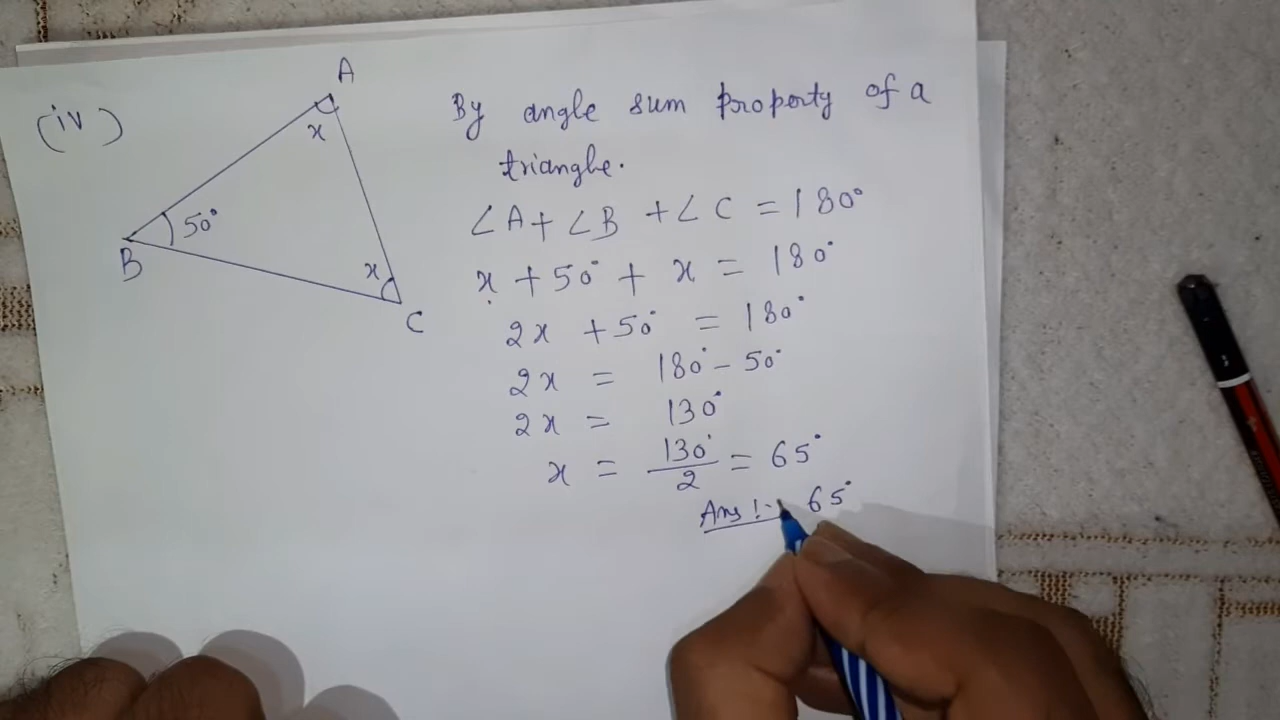 (iv)
A
x
50°
B
x
C
By angle sum property of a
triangle.
∠A + ∠B + ∠C = 180°
x + 50° + x = 180°
2x + 50° = 180°
2x = 180° - 50°
2x = 130°
x = 130°/2 = 65°
Ans :- 65°